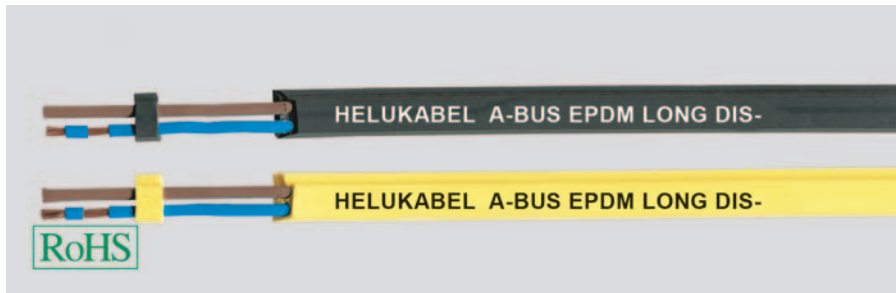 HELUKABEL A-BUS EPDM LONG DIS-
HELUKABEL A-BUS EPDM LONG DIS-
RoHS